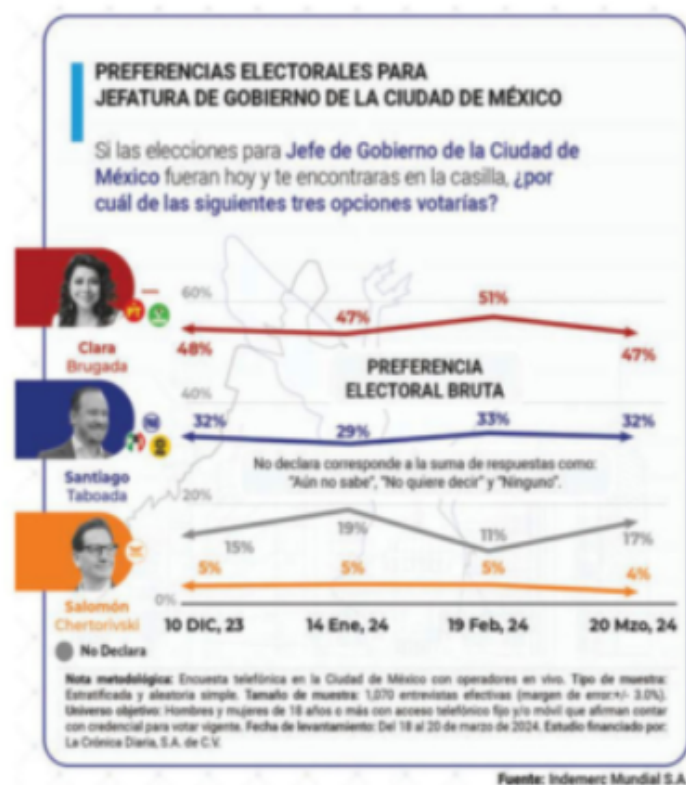 PREFERENCIAS ELECTORALES PARA
JEFATURA DE GOBIERNO DE LA CIUDAD DE MÉXICO
Si las elecciones para Jefe de Gobierno de la Ciudad de
México fueran hoy y te encontraras en la casilla, ¿por
cuál de las siguientes tres opciones votarías?
60%
Clara
Brugada
48%
47%
51%
47%
PREFERENCIA
ELECTORAL BRUTA
40%
Santiago
Taboada
32%
29%
33%
32%
No declara corresponde a la suma de respuestas como:
"Aún no sabe", "No quiere decir" y "Ninguno".
20%
15%
19%
11%
17%
5%
5%
5%
4%
Salomón
Chertorivski
0%
10 DIC, 23
14 Ene, 24
19 Feb, 24
20 Mzo, 24
No Declara
Nota metodológica: Encuesta telefónica en la Ciudad de México con operadores en vivo. Tipo de muestra:
Estratificada y aleatoria simple. Tamaño de muestra: 1,070 entrevistas efectivas (margen de error:+/- 3.0%).
Universo objetivo: Hombres y mujeres de 18 años o más con acceso telefónico fijo y/o móvil que afirman contar
con credencial para votar vigente. Fecha de levantamiento: Del 18 al 20 de marzo de 2024. Estudio financiado por:
La Crónica Diaria, S.A. de C.V.
Fuente: Indemerc Mundial S.A
PT